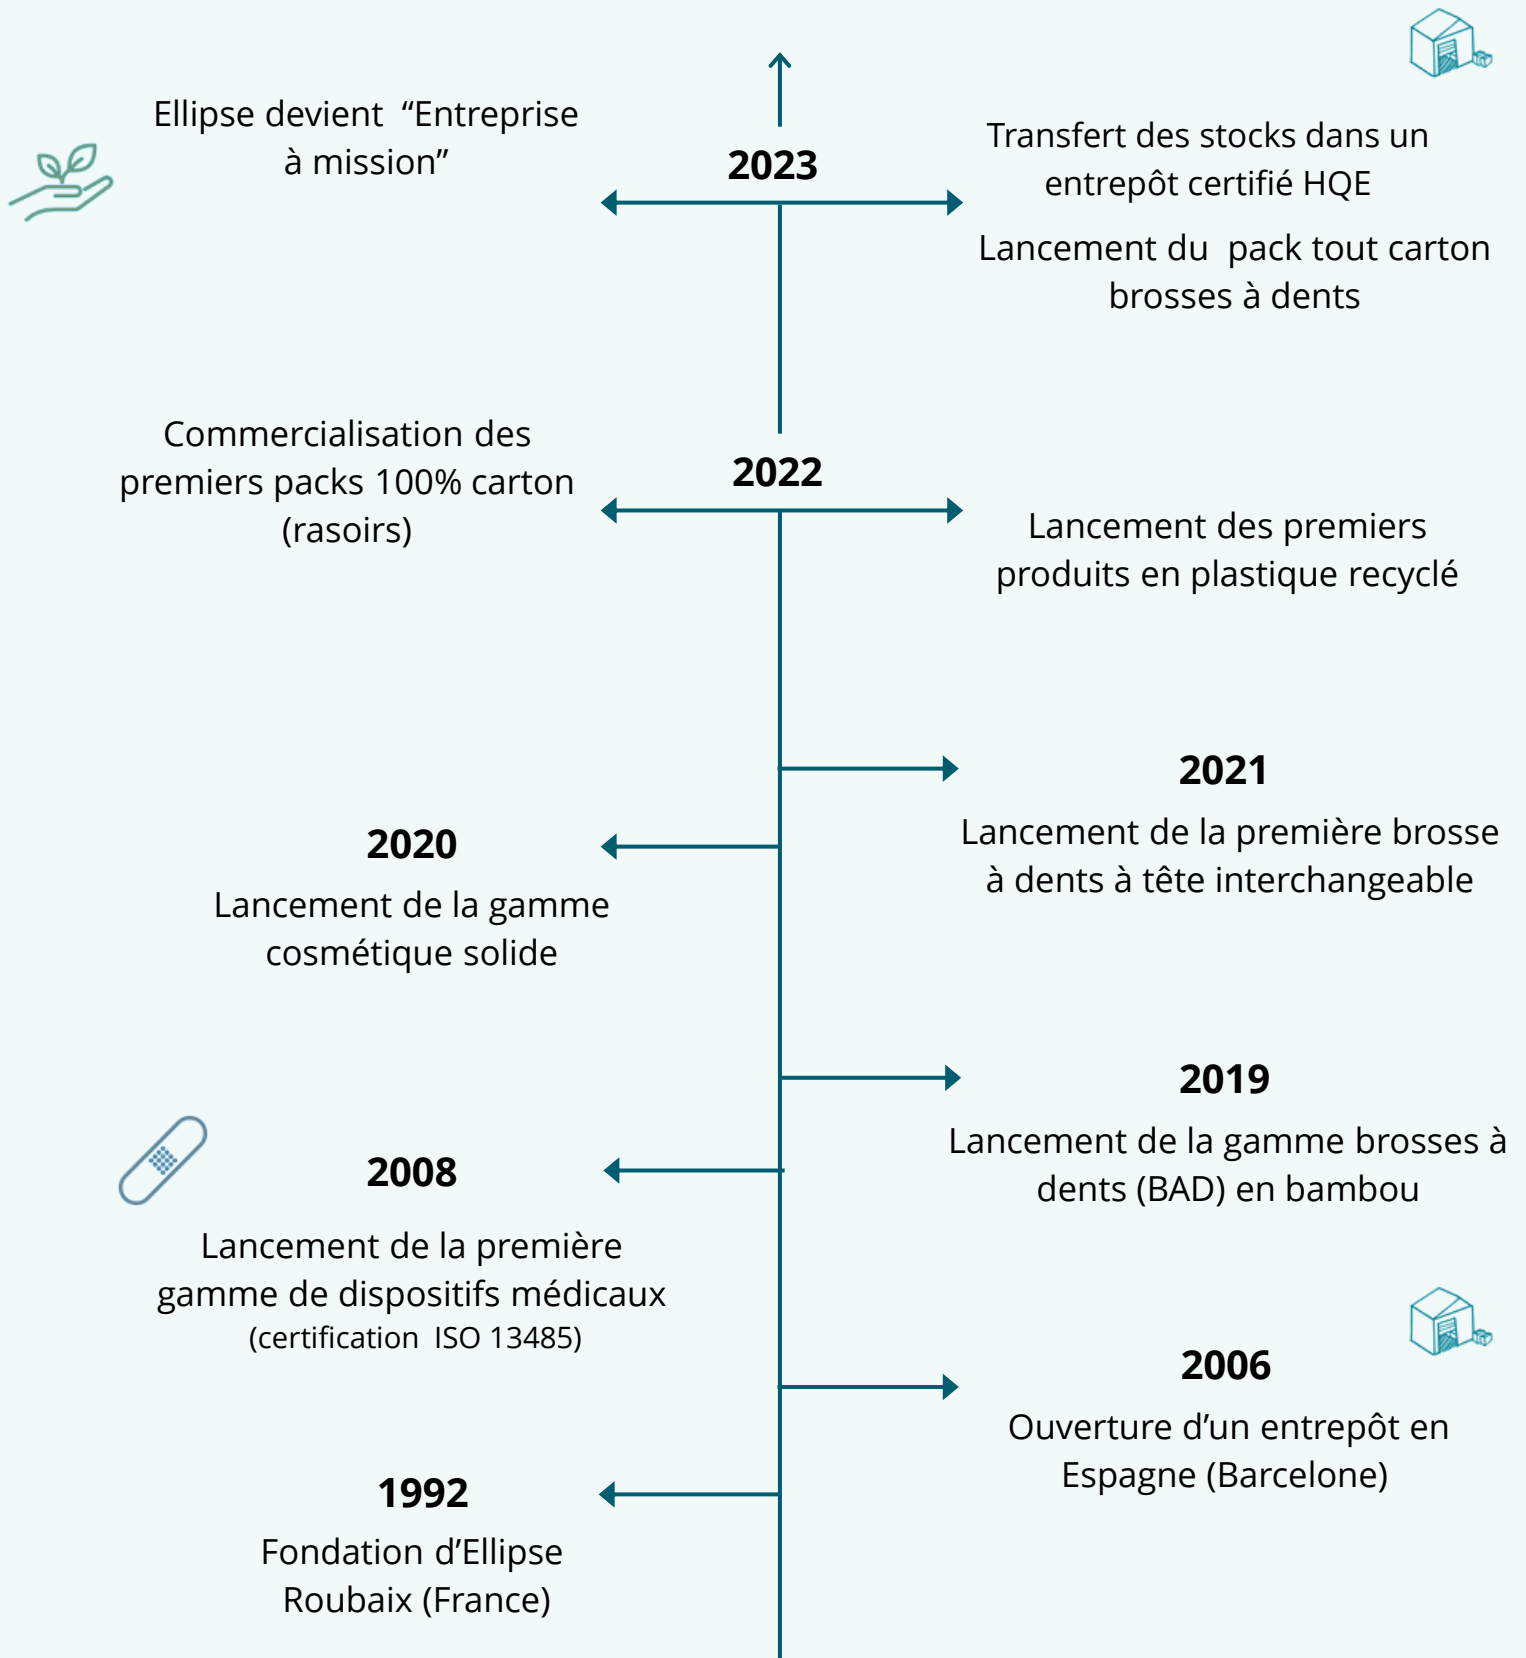 Ellipse devient “Entreprise
à mission”
2023
Transfert des stocks dans un
entrepôt certifié HQE
Lancement du pack tout carton
brosses à dents
Commercialisation des
premiers packs 100% carton
(rasoirs)
2022
Lancement des premiers
produits en plastique recyclé
2021
Lancement de la première brosse
à dents à tête interchangeable
2020
Lancement de la gamme
cosmétique solide
2019
Lancement de la gamme brosses à
dents (BAD) en bambou
2008
Lancement de la première
gamme de dispositifs médicaux
(certification ISO 13485)
2006
Ouverture d’un entrepôt en
Espagne (Barcelone)
1992
Fondation d’Ellipse
Roubaix (France)